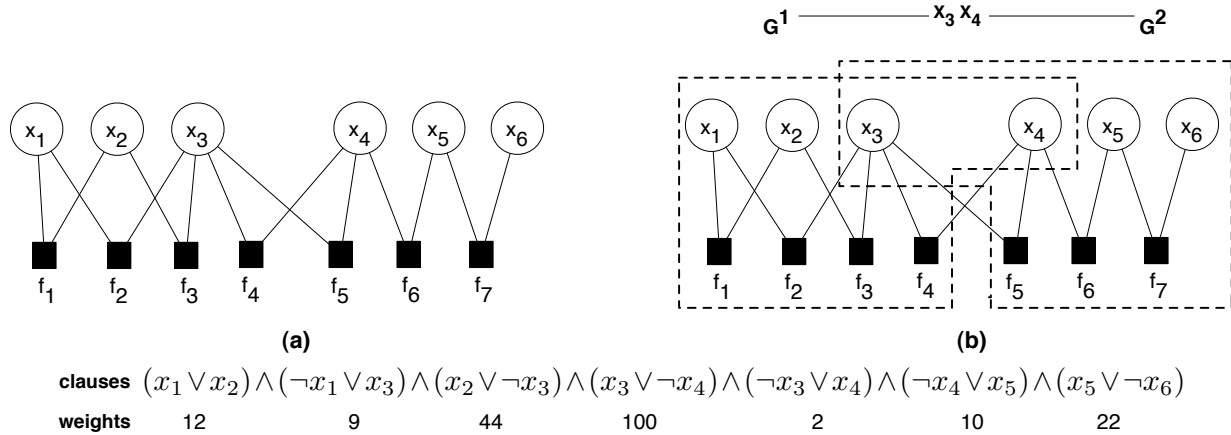 G¹ x₃ x₄ G²
x₁ x₂ x₃ x₄ x₅ x₆
x₁ x₂ x₃ x₄ x₅ x₆
f₁ f₂ f₃ f₄ f₅ f₆ f₇
f₁ f₂ f₃ f₄ f₅ f₆ f₇
(a) (b)
clauses (x₁ ∨ x₂) ∧ (¬x₁ ∨ x₃) ∧ (x₂ ∨ ¬x₃) ∧ (x₃ ∨ ¬x₄) ∧ (¬x₃ ∨ x₄) ∧ (¬x₄ ∨ x₅) ∧ (x₅ ∨ ¬x₆)
weights 12 9 44 100 2 10 22